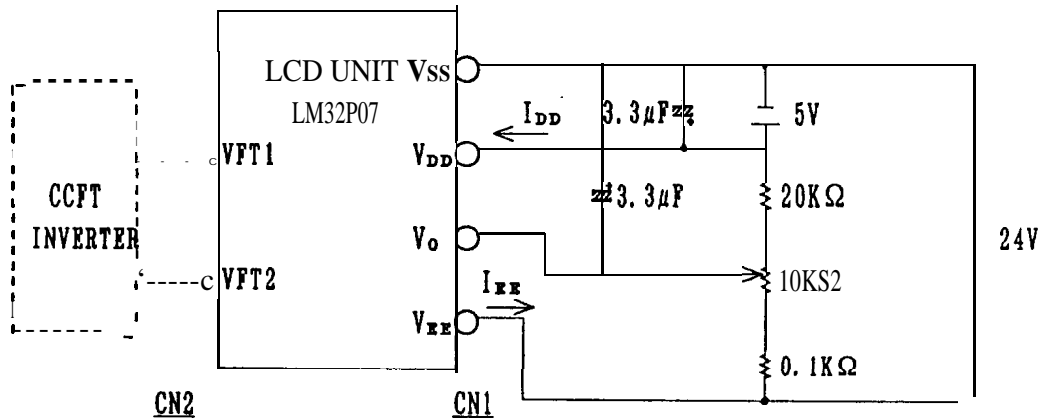 LCD UNIT VSS
LM32P07
IDD
3.3μF
5V
VFT1
VDD
CCFT
INVERTER
3.3μF
20KΩ
VO
24V
VFT2
10KS2
IEE
VEE
0.1KΩ
CN2
CN1